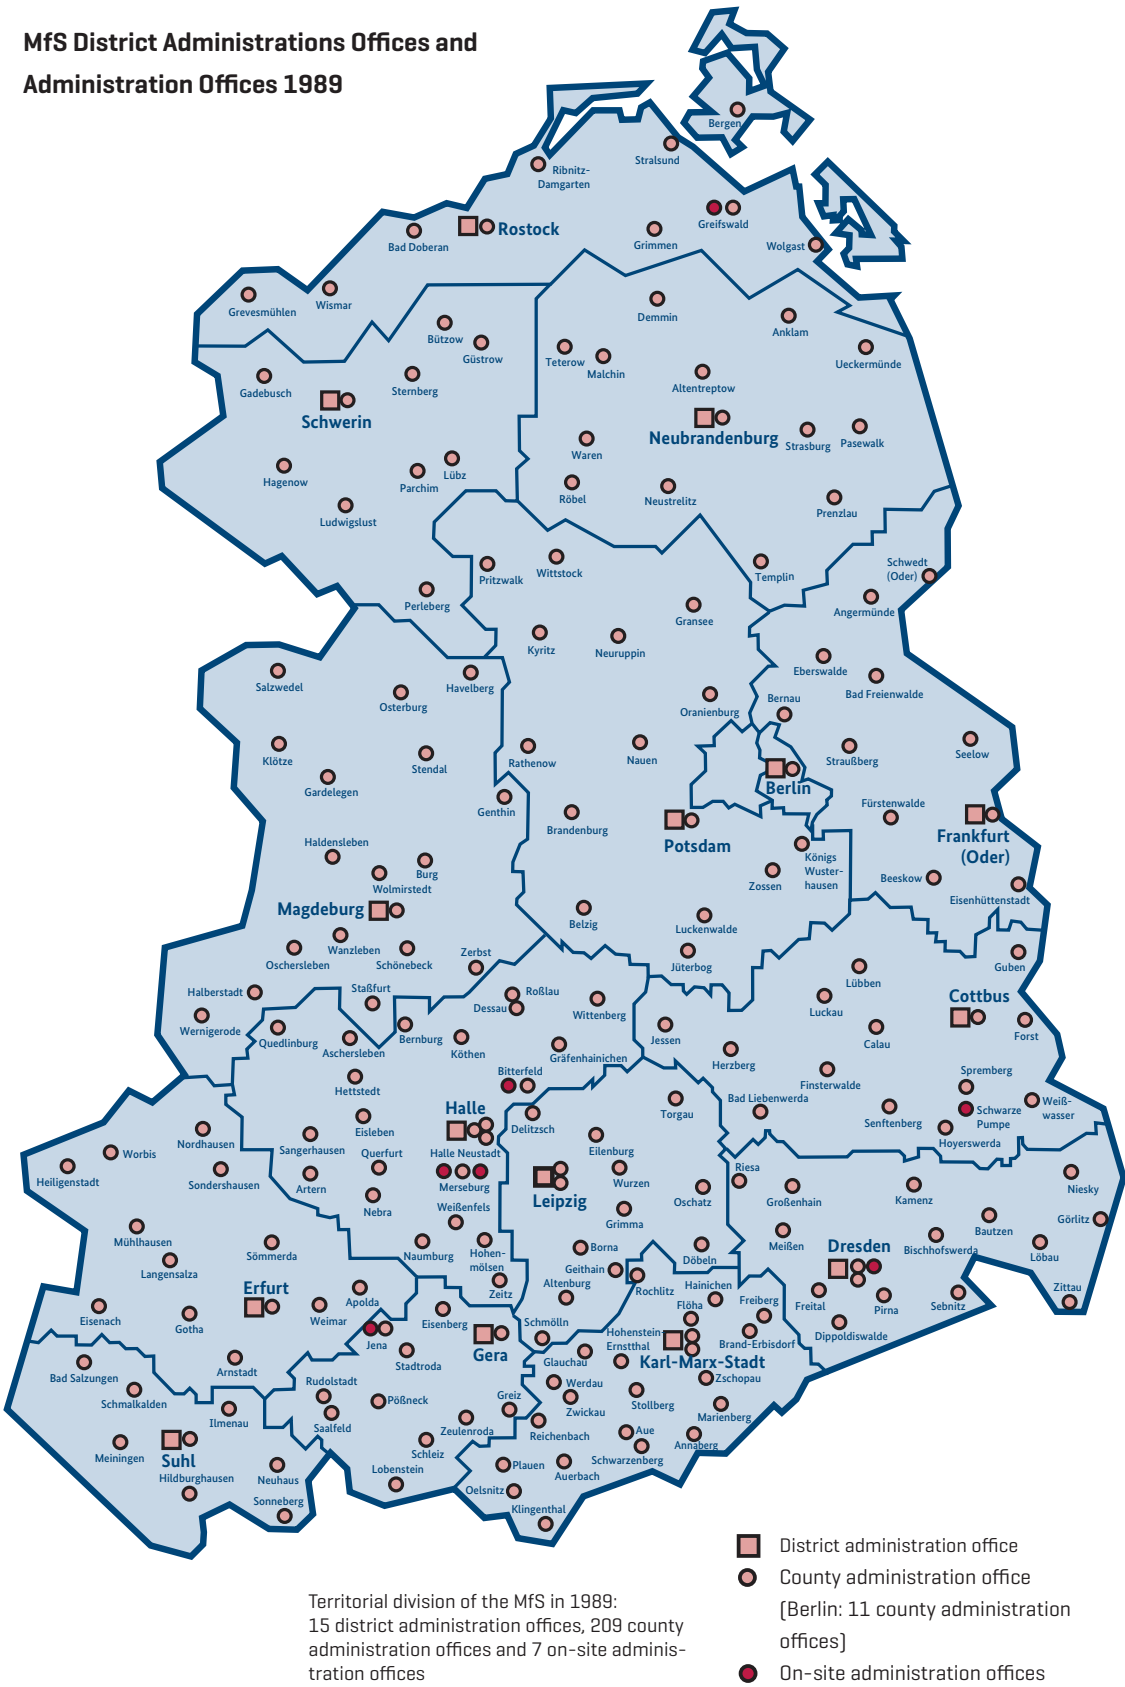 MfS District Administrations Offices and
Administration Offices 1989
Bergen
Stralsund
Ribnitz-
Damgarten
Greifswald
Rostock
Bad Doberan
Grimmen
Wolgast
Grevesmühlen
Wismar
Demmin
Anklam
Bützow
Güstrow
Teterow
Malchin
Ueckermünde
Gadebusch
Sternberg
Altentreptow
Schwerin
Neubrandenburg
Strasburg
Pasewalk
Waren
Hagenow
Parchim
Lübz
Röbel
Neustrelitz
Prenzlau
Ludwigslust
Pritzwalk
Wittstock
Templin
Schwedt
(Oder)
Perleberg
Angermünde
Gransee
Kyritz
Neuruppin
Eberswalde
Bad Freienwalde
Salzwedel
Havelberg
Osterburg
Oranienburg
Bernau
Klötze
Stendal
Rathenow
Nauen
Straußberg
Seelow
Gardelegen
Berlin
Genthin
Brandenburg
Fürstenwalde
Potsdam
Frankfurt
(Oder)
Haldensleben
Burg
Wolmirstedt
Königs
Wuster-
hausen
Zossen
Beeskow
Eisenhüttenstadt
Magdeburg
Belzig
Luckenwalde
Oschersleben
Wanzleben
Schönebeck
Zerbst
Jüterbog
Guben
Lübben
Halberstadt
Staßfurt
Roßlau
Dessau
Wittenberg
Luckau
Cottbus
Wernigerode
Quedlinburg
Aschersleben
Bernburg
Köthen
Gräfenhainichen
Jessen
Calau
Forst
Herzberg
Hettstedt
Bitterfeld
Finsterwalde
Spremberg
Torgau
Bad Liebenwerda
Senftenberg
Schwarze
Pumpe
Weiß-
wasser
Hoyerswerda
Halle
Delitzsch
Nordhausen
Eisleben
Sangerhausen
Eilenburg
Worbis
Heiligenstadt
Sondershausen
Artern
Querfurt
Halle Neustadt
Merseburg
Leipzig
Wurzen
Riesa
Niesky
Nebra
Weißenfels
Oschatz
Großenhain
Kamenz
Grimma
Görlitz
Mühlhausen
Langensalza
Sömmerda
Naumburg
Hohen-
mölsen
Borna
Meißen
Bautzen
Bischhofswerda
Löbau
Döbeln
Dresden
Geithain
Zeitz
Altenburg
Rochlitz
Hainichen
Zittau
Erfurt
Apolda
Freital
Pirna
Sebnitz
Eisenach
Gotha
Weimar
Eisenberg
Schmölln
Flöha
Freiberg
Brand-Erbisdorf
Dippoldiswalde
Jena
Gera
Hohenstein-
Ernstthal
Karl-Marx-Stadt
Stadtroda
Glauchau
Bad Salzungen
Arnstadt
Zschopau
Schmalkalden
Rudolstadt
Pößneck
Werdau
Zwickau
Stollberg
Marienberg
Ilmenau
Saalfeld
Greiz
Zeulenroda
Reichenbach
Aue
Annaberg
Schwarzenberg
Meiningen
Suhl
Schleiz
Hildburghausen
Neuhaus
Lobenstein
Plauen
Auerbach
Oelsnitz
Sonneberg
Klingenthal
Territorial division of the MfS in 1989:
15 district administration offices, 209 county
administration offices and 7 on-site adminis-
tration offices
District administration office
County administration office
(Berlin: 11 county administration
offices)
On-site administration offices